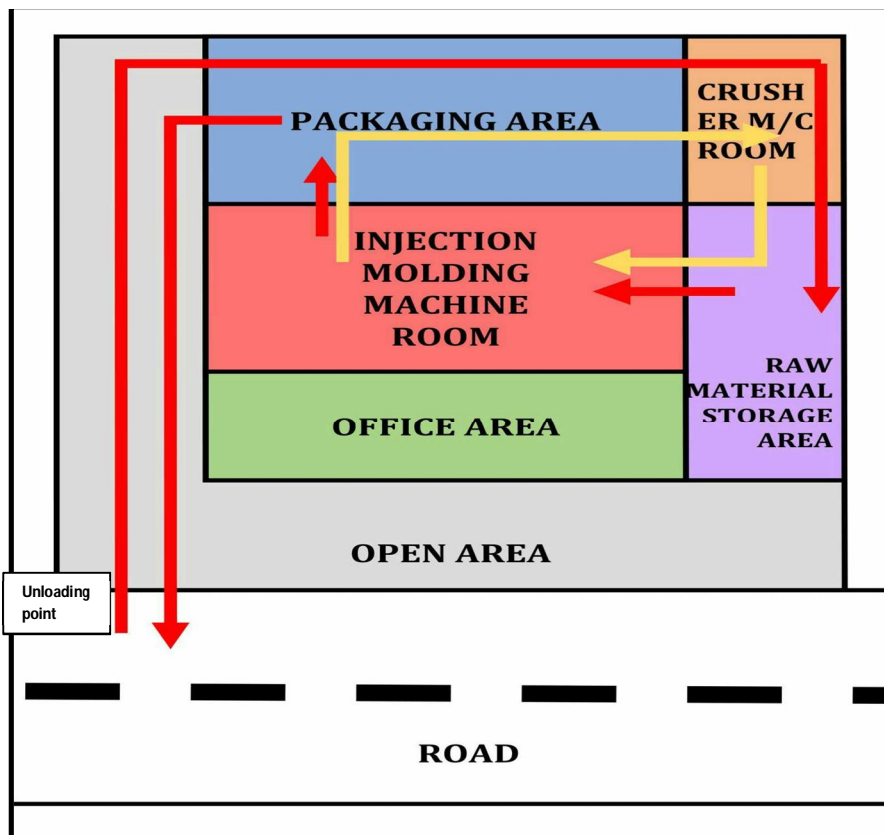 PACKAGING AREA
CRUSH
ER M/C
ROOM
INJECTION
MOLDING
MACHINE
ROOM
RAW
MATERIAL
STORAGE
AREA
OFFICE AREA
OPEN AREA
Unloading
point
ROAD